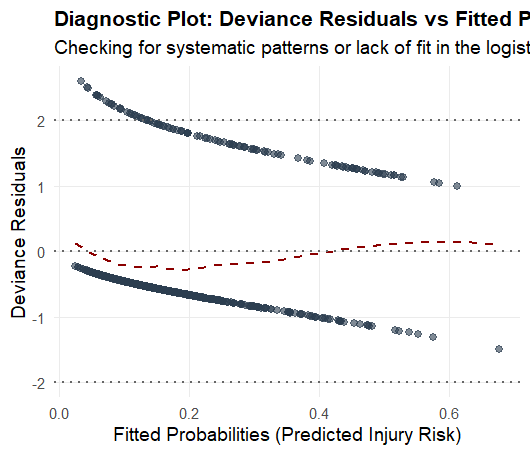 Diagnostic Plot: Deviance Residuals vs Fitted P
Checking for systematic patterns or lack of fit in the logist
Deviance Residuals
2
1
0
-1
-2
0.0 0.2 0.4 0.6
Fitted Probabilities (Predicted Injury Risk)